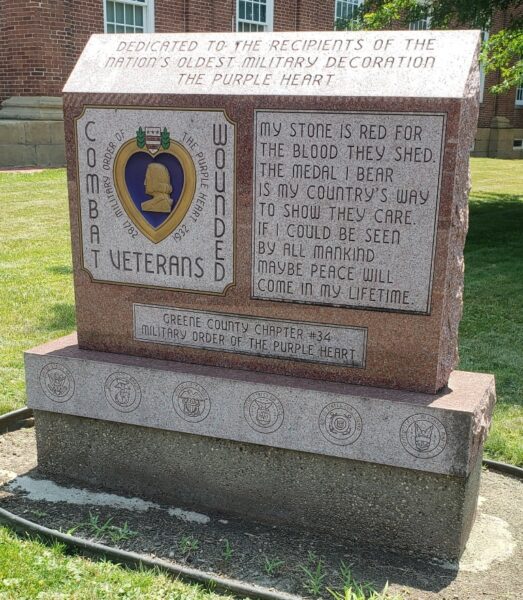 DEDICATED TO THE RECIPIENTS OF THE
NATION'S OLDEST MILITARY DECORATION
THE PURPLE HEART
COMBAT
WOUNDED
VETERANS
MILITARY ORDER OF THE PURPLE HEART
1782
1932
MY STONE IS RED FOR
THE BLOOD THEY SHED.
THE MEDAL I BEAR
IS MY COUNTRY'S WAY
TO SHOW THEY CARE.
IF I COULD BE SEEN
BY ALL MANKIND
MAYBE PEACE WILL
COME IN MY LIFETIME.
GREENE COUNTY CHAPTER #34
MILITARY ORDER OF THE PURPLE HEART